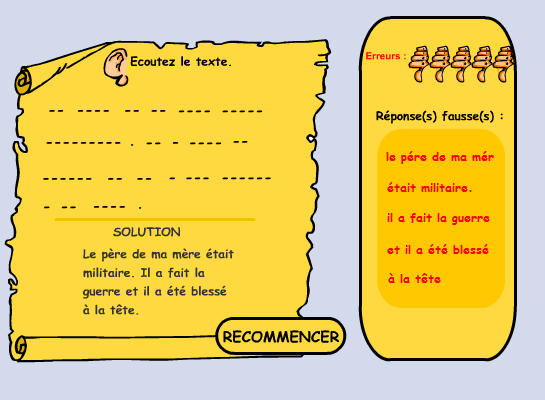 Ecoutez le texte.
-- ---- -- -- ---- -----
--------- . -- - ---- --
------ -- -- - --- ------
- -- ---- .
SOLUTION
Le père de ma mère était
militaire. Il a fait la
guerre et il a été blessé
à la tête.
RECOMMENCER
Erreurs :
Réponse(s) fausse(s) :
le pére de ma mér
était militaire.
il a fait la guerre
et il a été blessé
à la tête